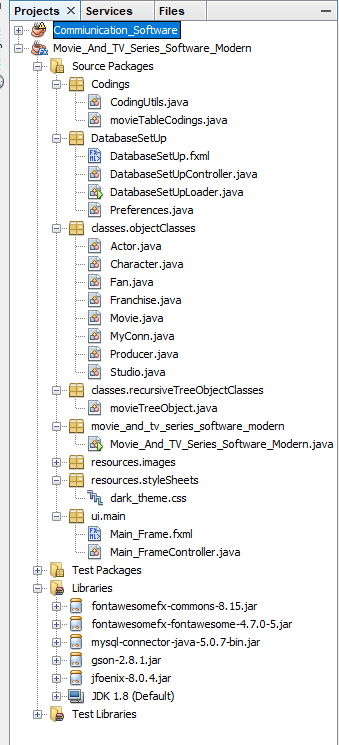 Projects
Services
Files
Communication_Software
Movie_And_TV_Series_Software_Modern
Source Packages
Codings
CodingUtils.java
movieTableCodings.java
DatabaseSetUp
DatabaseSetUp.fxml
DatabaseSetUpController.java
DatabaseSetUpLoader.java
Preferences.java
classes.objectClasses
Actor.java
Character.java
Fan.java
Franchise.java
Movie.java
MyConn.java
Producer.java
Studio.java
classes.recursiveTreeObjectClasses
movieTreeObject.java
movie_and_tv_series_software_modern
Movie_And_TV_Series_Software_Modern.java
resources.images
resources.styleSheets
dark_theme.css
ui.main
Main_Frame.fxml
Main_FrameController.java
Test Packages
Libraries
fontawesomefx-commons-8.15.jar
fontawesomefx-fontawesome-4.7.0-5.jar
mysql-connector-java-5.0.7-bin.jar
gson-2.8.1.jar
jfoenix-8.0.4.jar
JDK 1.8 (Default)
Test Libraries